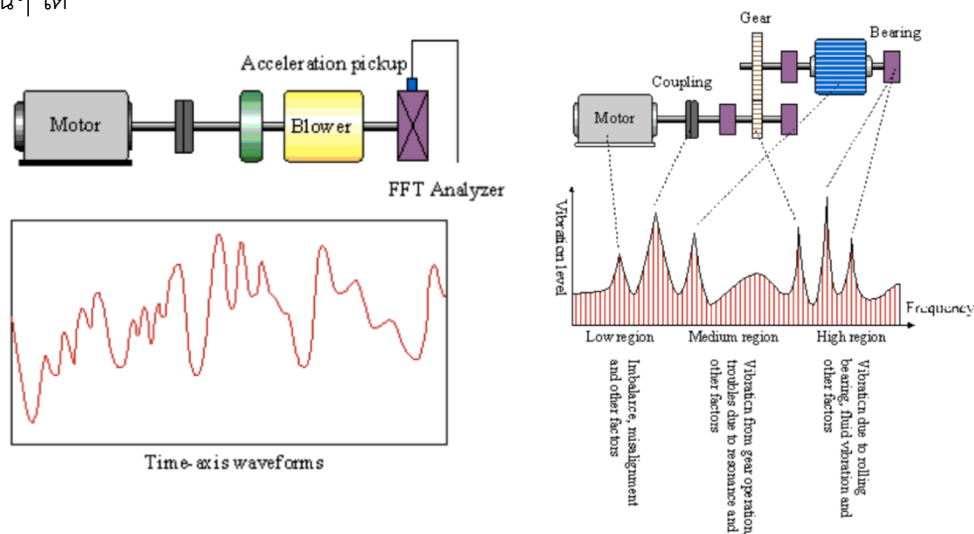 Acceleration pickup
Motor
Blower
FFT Analyzer
Time-axis waveforms
Gear
Bearing
Coupling
Motor
Vibration level
Frequency
Low region
Medium region
High region
Imbalance, misalignment
and other factors
Vibration from gear operation,
troubles due to resonance and
other factors
Vibration due to rolling
bearing, fluid vibration and
other factors